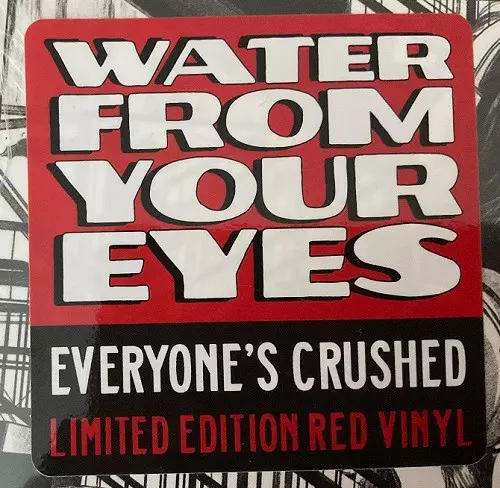 WATER
FROM
YOUR
EYES
EVERYONE'S CRUSHED
LIMITED EDITION RED VINYL